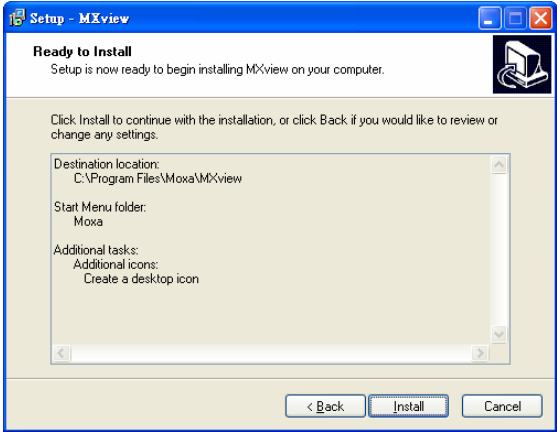 Setup - MXview
Ready to Install
Setup is now ready to begin installing MXview on your computer.
Click Install to continue with the installation, or click Back if you would like to review or
change any settings.
Destination location:
C:\Program Files\Moxa\MXview
Start Menu folder:
Moxa
Additional tasks:
Additional icons:
Create a desktop icon
< Back
Install
Cancel